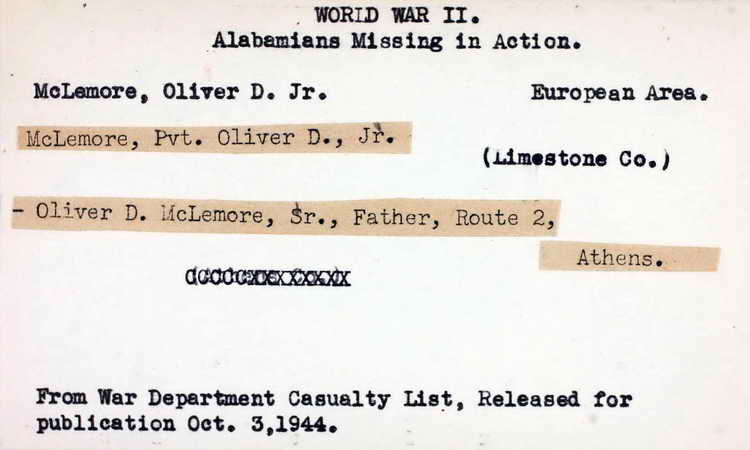 WORLD WAR II.
Alabamians Missing in Action.
McLemore, Oliver D. Jr. European Area.
McLemore, Pvt. Oliver D., Jr.
(Limestone Co.)
- Oliver D. McLemore, Sr., Father, Route 2,
Athens.
From War Department Casualty List, Released for
publication Oct. 3,1944.